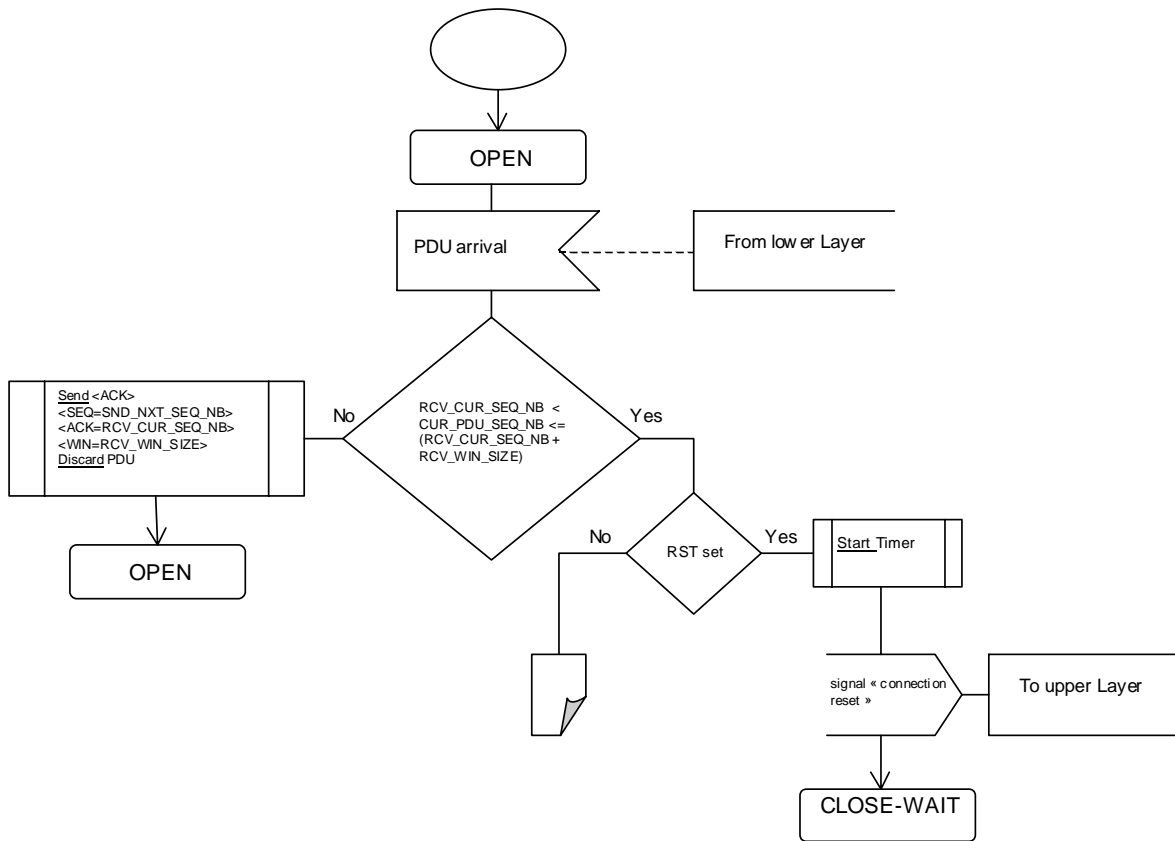 OPEN
PDU arrival
From lower Layer
Send <ACK>
<SEQ=SND_NXT_SEQ_NB>
<ACK=RCV_CUR_SEQ_NB>
<WIN=RCV_WIN_SIZE>
Discard PDU
No
RCV_CUR_SEQ_NB <
CUR_PDU_SEQ_NB <=
(RCV_CUR_SEQ_NB +
RCV_WIN_SIZE)
Yes
OPEN
No
RST set
Yes
Start Timer
signal « connection
reset »
To upper Layer
CLOSE-WAIT